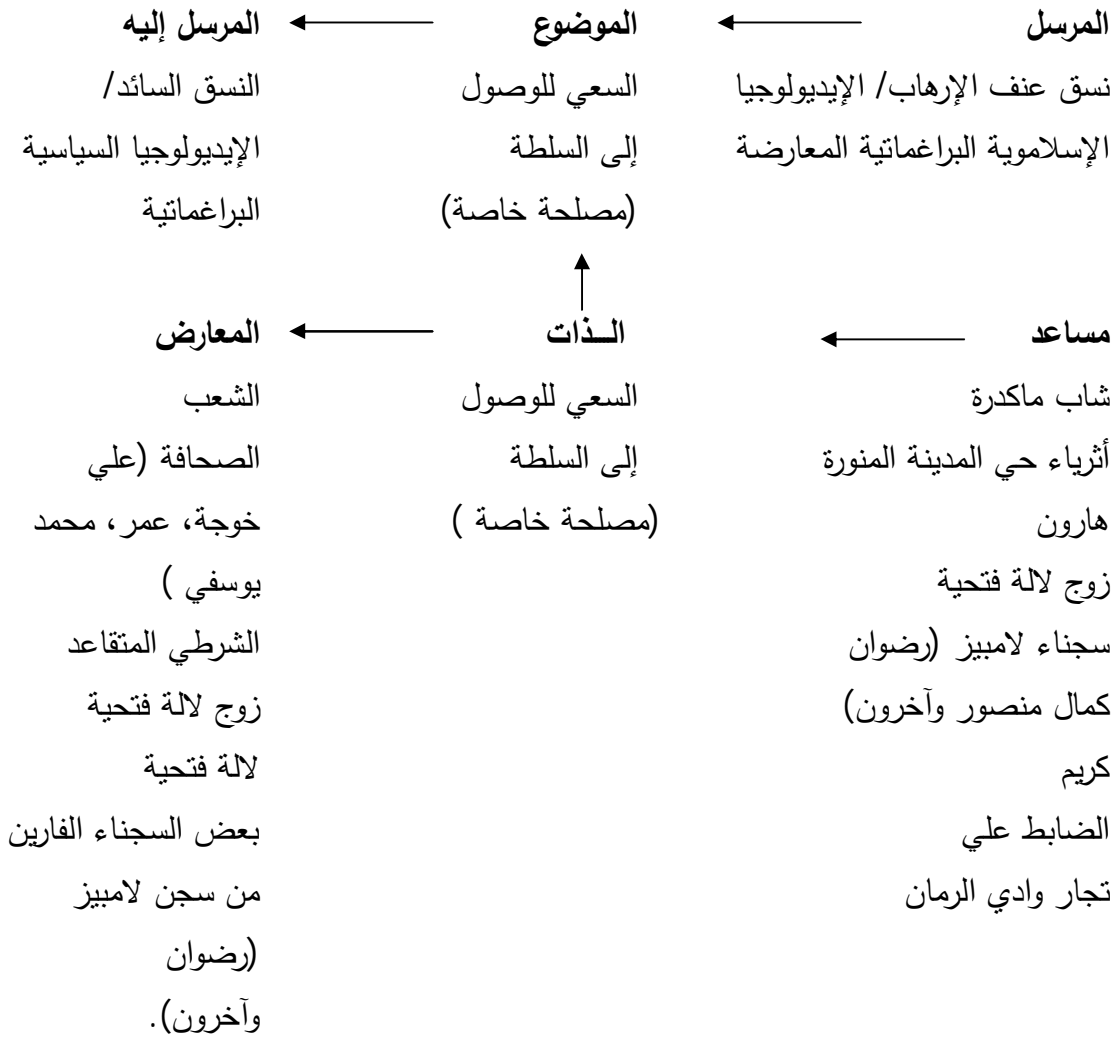 المرسل الموضوع المرسل إليه
نسق عنف الإرهاب/ الإيديولوجيا السعي للوصول النسق السائد/
الإسلاموية البراغماتية المعارضة إلى السلطة الإيديولوجيا السياسية
(مصلحة خاصة) البراغماتية
مساعد الــذات المعارض
شاب ماكدرة السعي للوصول الشعب
أثرياء حي المدينة المنورة إلى السلطة الصحافة (علي
هارون (مصلحة خاصة ) خوجة، عمر، محمد
زوج لالة فتحية يوسفي )
سجناء لامبيز (رضوان الشرطي المتقاعد
كمال منصور وآخرون) زوج لالة فتحية
كريم لالة فتحية
الضابط علي بعض السجناء الفارين
تجار وادي الرمان من سجن لامبيز
(رضوان
وآخرون).